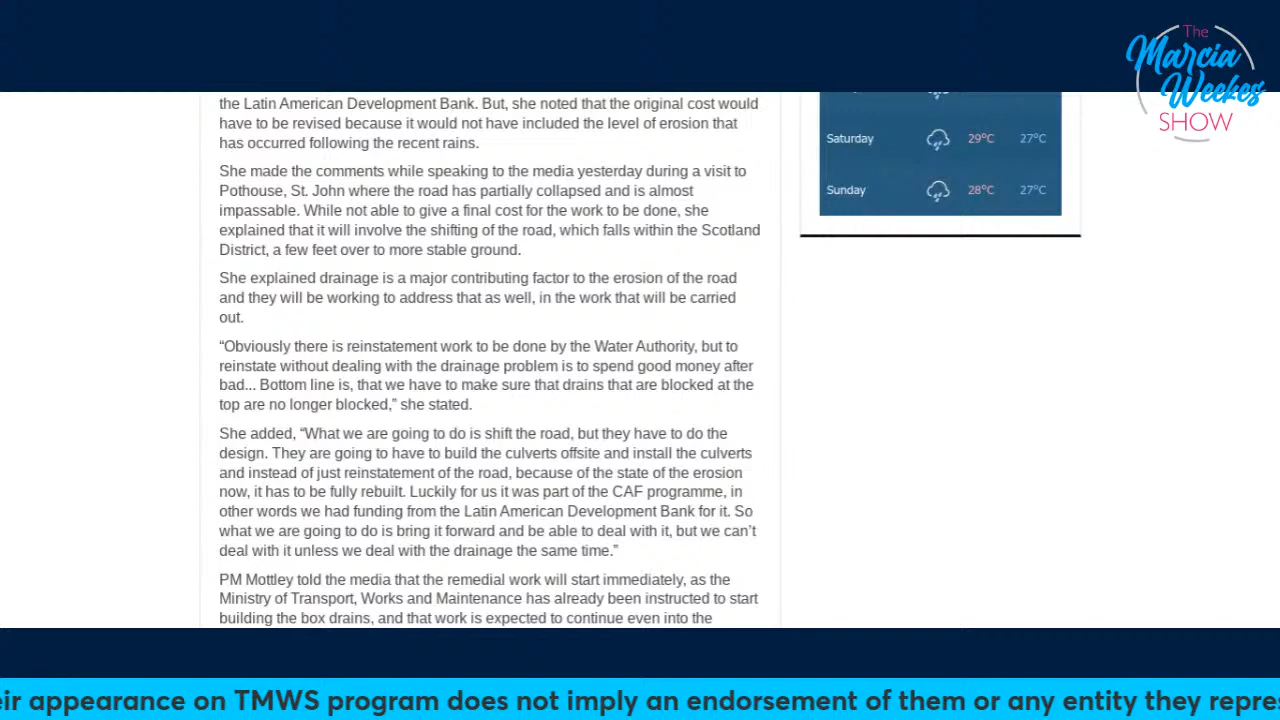 The
Marcia
Weekes
SHOW
the Latin American Development Bank. But, she noted that the original cost would
have to be revised because it would not have included the level of erosion that
has occurred following the recent rains.
She made the comments while speaking to the media yesterday during a visit to
Pothouse, St. John where the road has partially collapsed and is almost
impassable. While not able to give a final cost for the work to be done, she
explained that it will involve the shifting of the road, which falls within the Scotland
District, a few feet over to more stable ground.
She explained drainage is a major contributing factor to the erosion of the road
and they will be working to address that as well, in the work that will be carried
out.
“Obviously there is reinstatement work to be done by the Water Authority, but to
reinstate without dealing with the drainage problem is to spend good money after
bad... Bottom line is, that we have to make sure that drains that are blocked at the
top are no longer blocked,” she stated.
She added, “What we are going to do is shift the road, but they have to do the
design. They are going to have to build the culverts offsite and install the culverts
and instead of just reinstatement of the road, because of the state of the erosion
now, it has to be fully rebuilt. Luckily for us it was part of the CAF programme, in
other words we had funding from the Latin American Development Bank for it. So
what we are going to do is bring it forward and be able to deal with it, but we can’t
deal with it unless we deal with the drainage the same time.”
PM Mottley told the media that the remedial work will start immediately, as the
Ministry of Transport, Works and Maintenance has already been instructed to start
building the box drains, and that work is expected to continue even into the
Saturday 29°C 27°C
Sunday 28°C 27°C
eir appearance on TMWS program does not imply an endorsement of them or any entity they repres